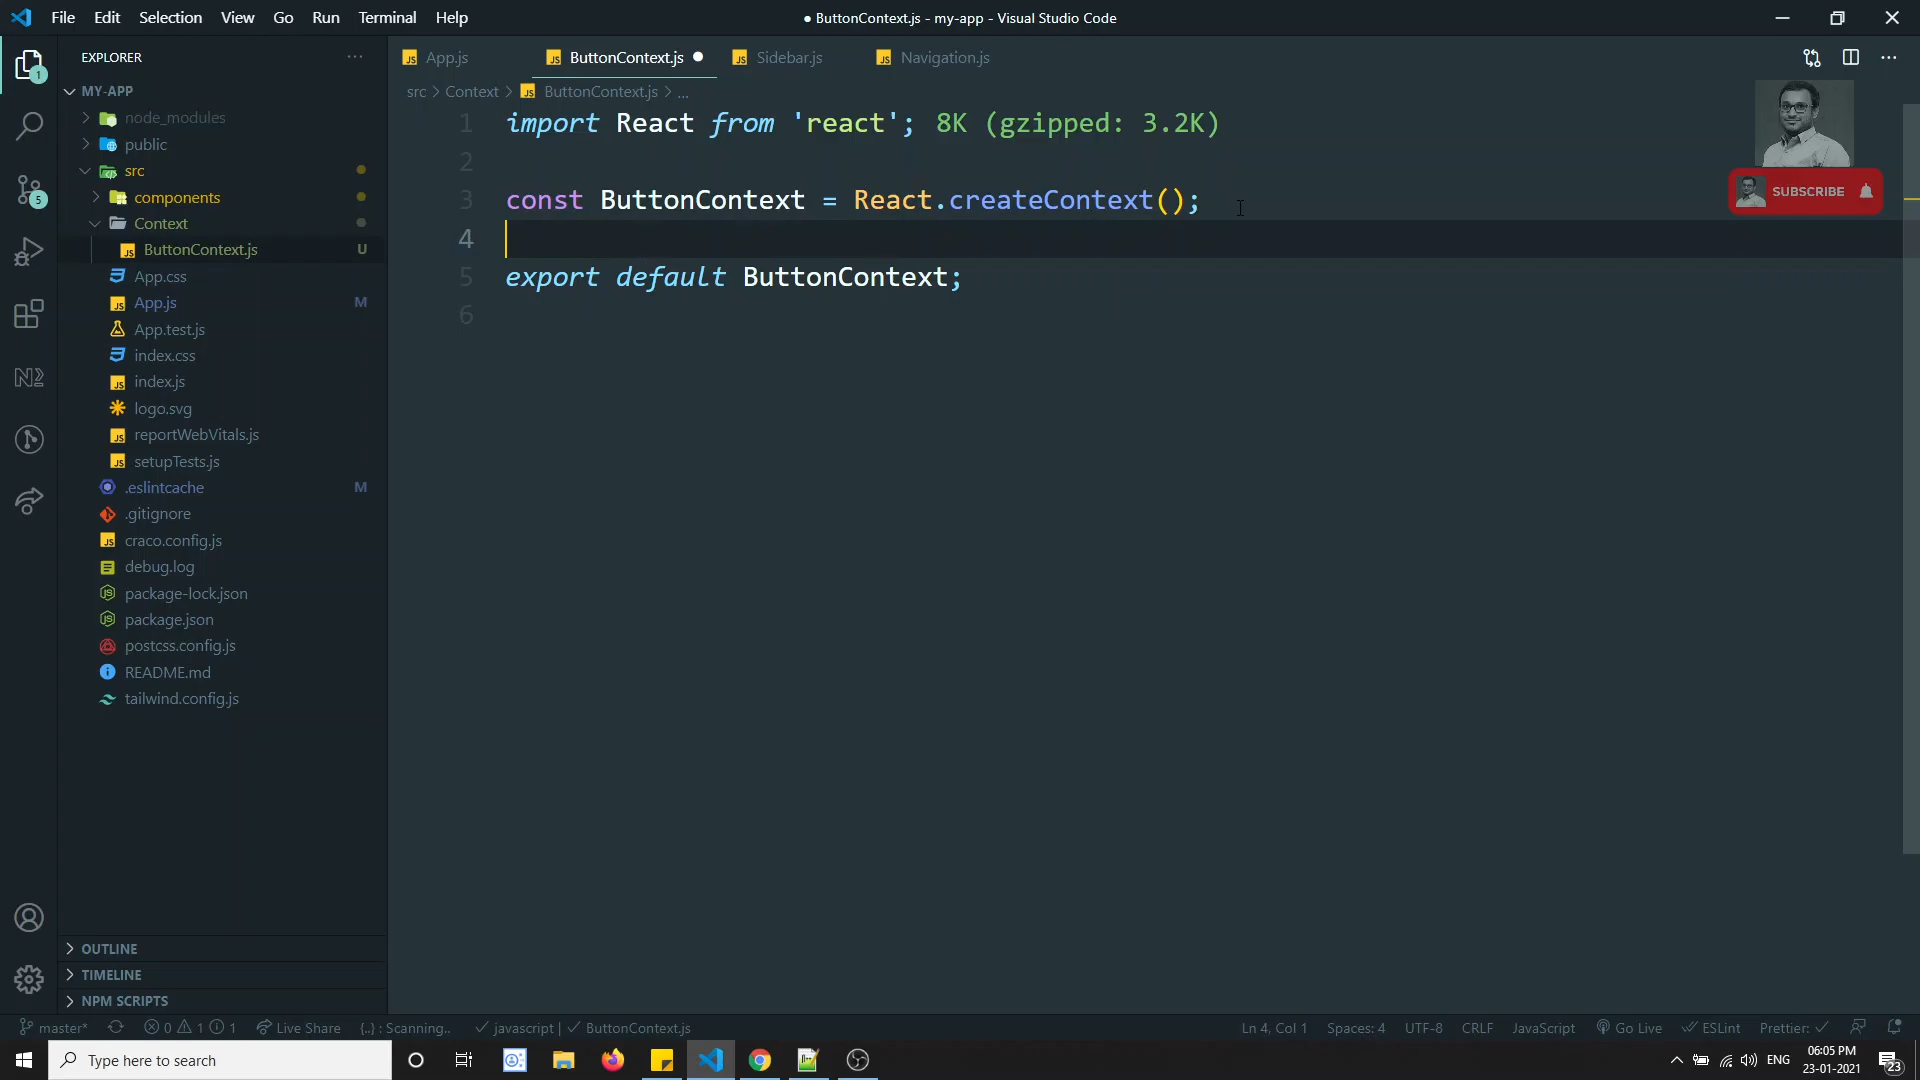 File Edit Selection View Go Run Terminal Help
● ButtonContext.js - my-app - Visual Studio Code
EXPLORER
App.js
ButtonContext.js
Sidebar.js
Navigation.js
MY-APP
src > Context > ButtonContext.js > ...
node_modules
public
src
components
Context
ButtonContext.js U
App.css
App.js M
App.test.js
index.css
index.js
logo.svg
reportWebVitals.js
setupTests.js
.eslintcache M
.gitignore
craco.config.js
debug.log
package-lock.json
package.json
postcss.config.js
README.md
tailwind.config.js
OUTLINE
TIMELINE
NPM SCRIPTS
1
5
1 import React from 'react'; 8K (gzipped: 3.2K)
2
3 const ButtonContext = React.createContext();
4
5 export default ButtonContext;
6
SUBSCRIBE
master* 0 1 1 Live Share {..} : Scanning.. ✓ javascript | ✓ ButtonContext.js
Ln 4, Col 1 Spaces: 4 UTF-8 CRLF JavaScript Go Live ESLint Prettier: ✓
Type here to search
ENG
06:05 PM
23-01-2021
23